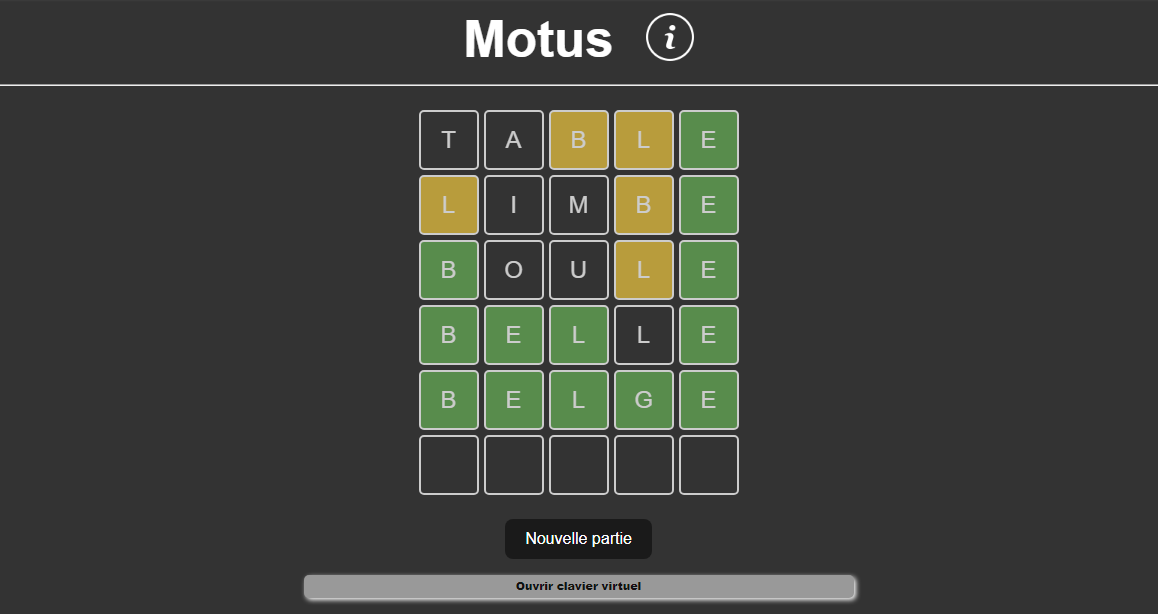 Motus i
T A B L E
L I M B E
B O U L E
B E L L E
B E L G E
Nouvelle partie
Ouvrir clavier virtuel